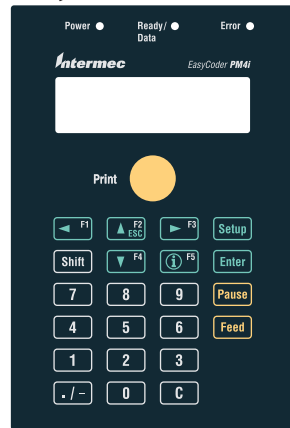 Power Ready/ Error
Data
Intermec EasyCoder PM4i
Print
F1 F2 ESC F3 Setup
Shift F4 i F5 Enter
7 8 9 Pause
4 5 6 Feed
1 2 3
./- 0 C